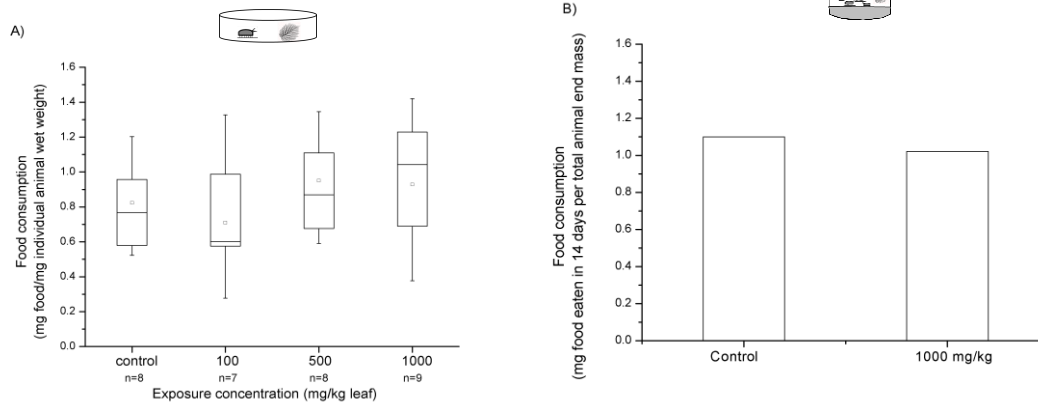 A)
Food consumption
(mg food/mg individual animal wet weight)
1.6
1.4
1.2
1.0
0.8
0.6
0.4
0.2
0.0
control 100 500 1000
n=8 n=7 n=8 n=9
Exposure concentration (mg/kg leaf)
B)
Food consumption
(mg food eaten in 14 days per total animal end mass)
1.6
1.4
1.2
1.0
0.8
0.6
0.4
0.2
0.0
Control 1000 mg/kg